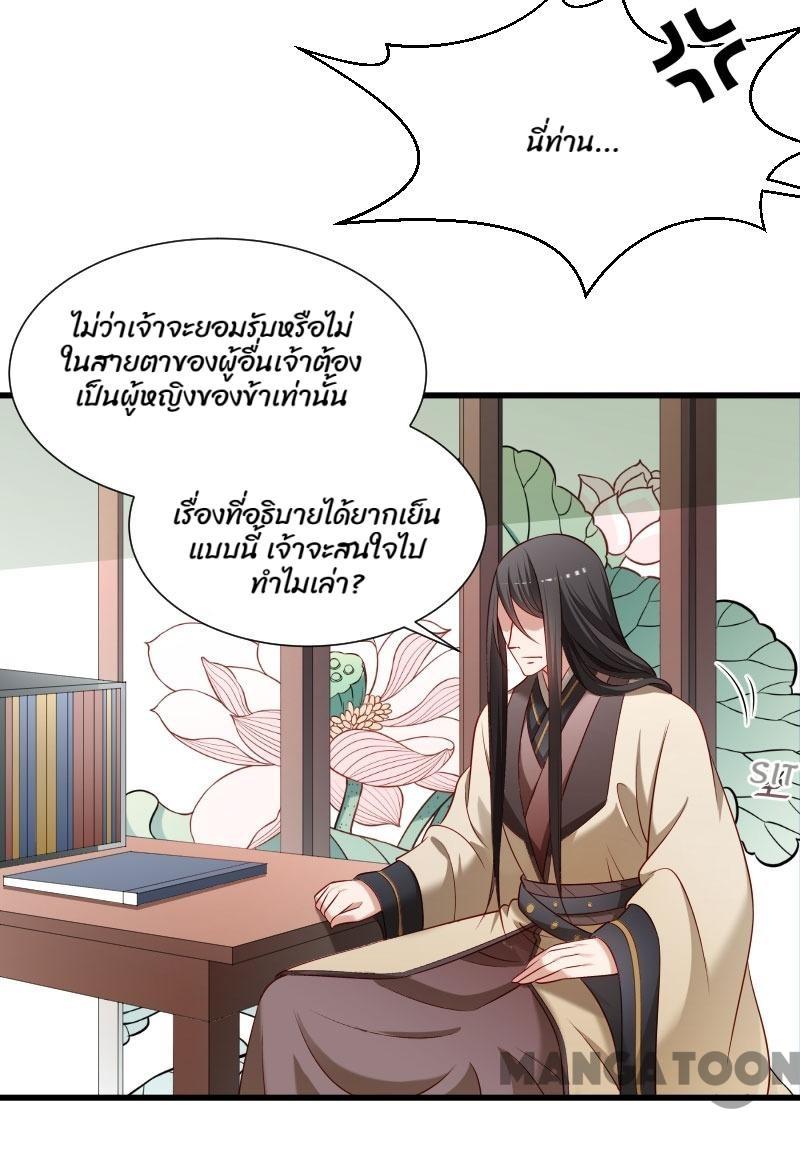 นี่ท่าน...
ไม่ว่าเจ้าจะยอมรับหรือไม่
ในสายตาของผู้อื่นเจ้าต้อง
เป็นผู้หญิงของข้าเท่านั้น
เรื่องที่อธิบายได้ยากเย็น
แบบนี้ เจ้าจะสนใจไป
ทำไมเล่า?
SIT
MANGATOON